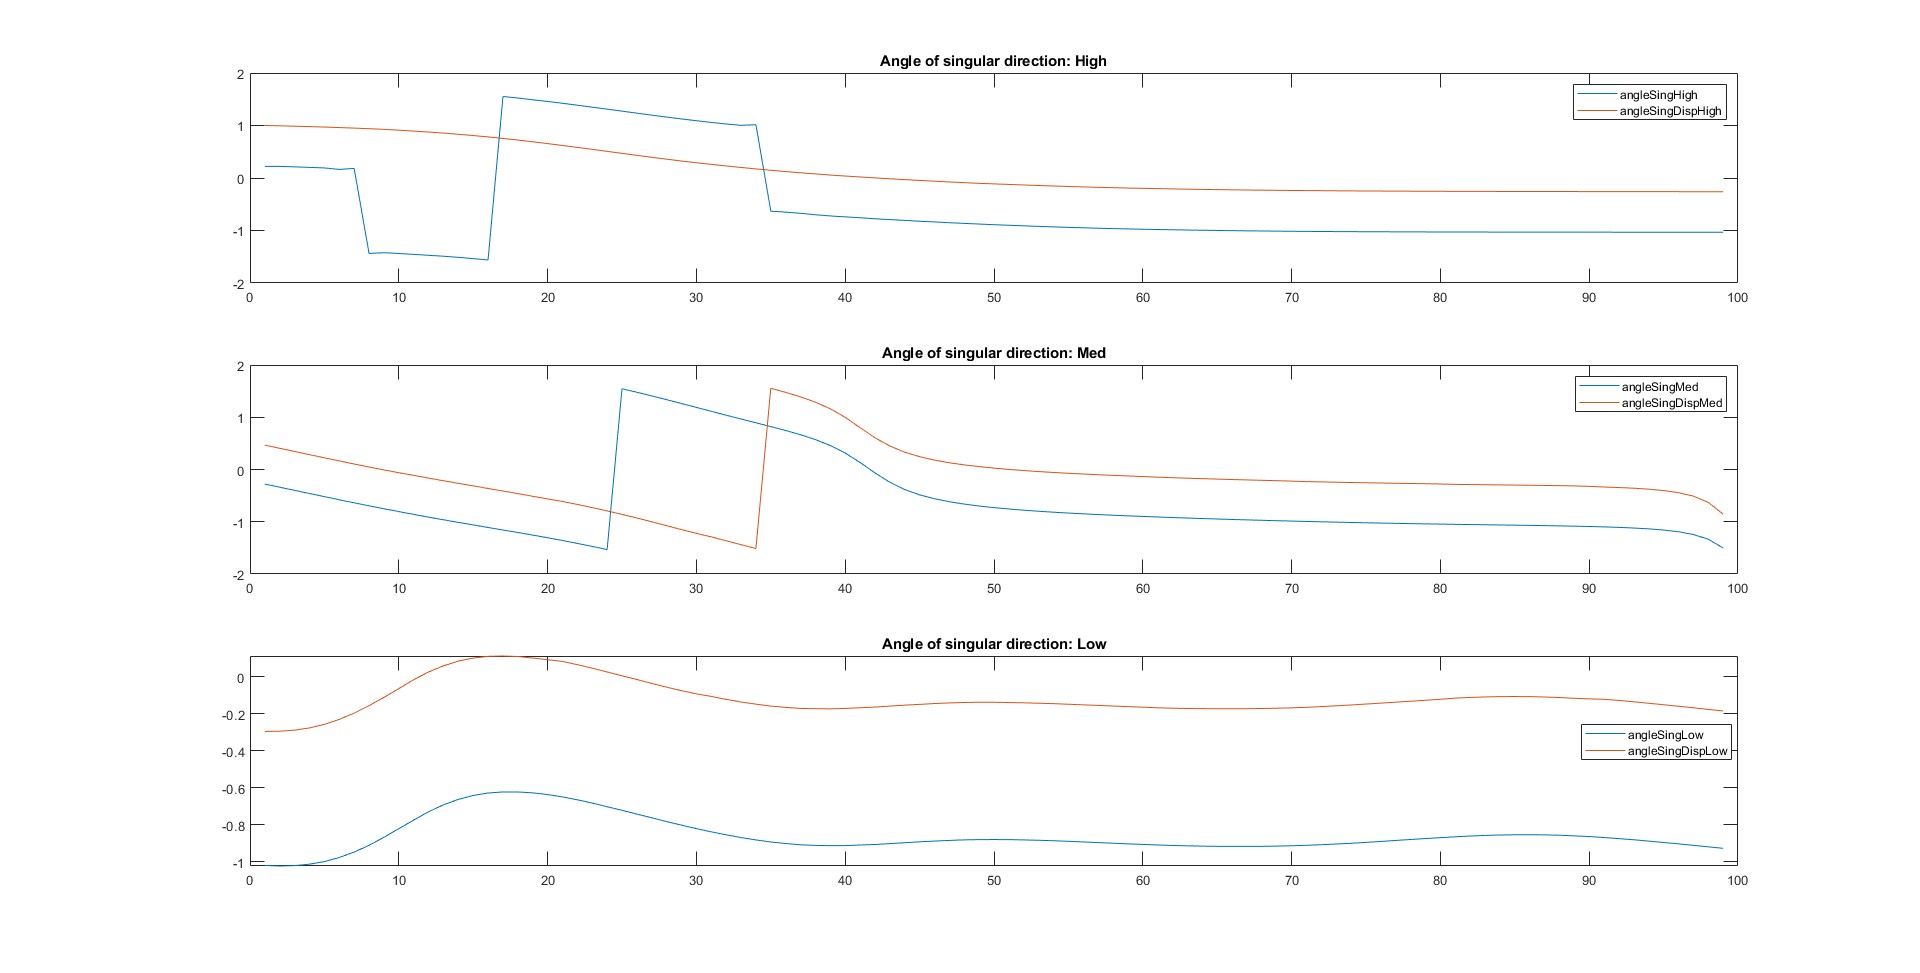 Angle of singular direction: High
2
1
0
-1
-2
angleSingHigh
angleSingDispHigh
0 10 20 30 40 50 60 70 80 90 100
Angle of singular direction: Med
2
1
0
-1
-2
angleSingMed
angleSingDispMed
0 10 20 30 40 50 60 70 80 90 100
Angle of singular direction: Low
0
-0.2
-0.4
-0.6
-0.8
-1
angleSingLow
angleSingDispLow
0 10 20 30 40 50 60 70 80 90 100